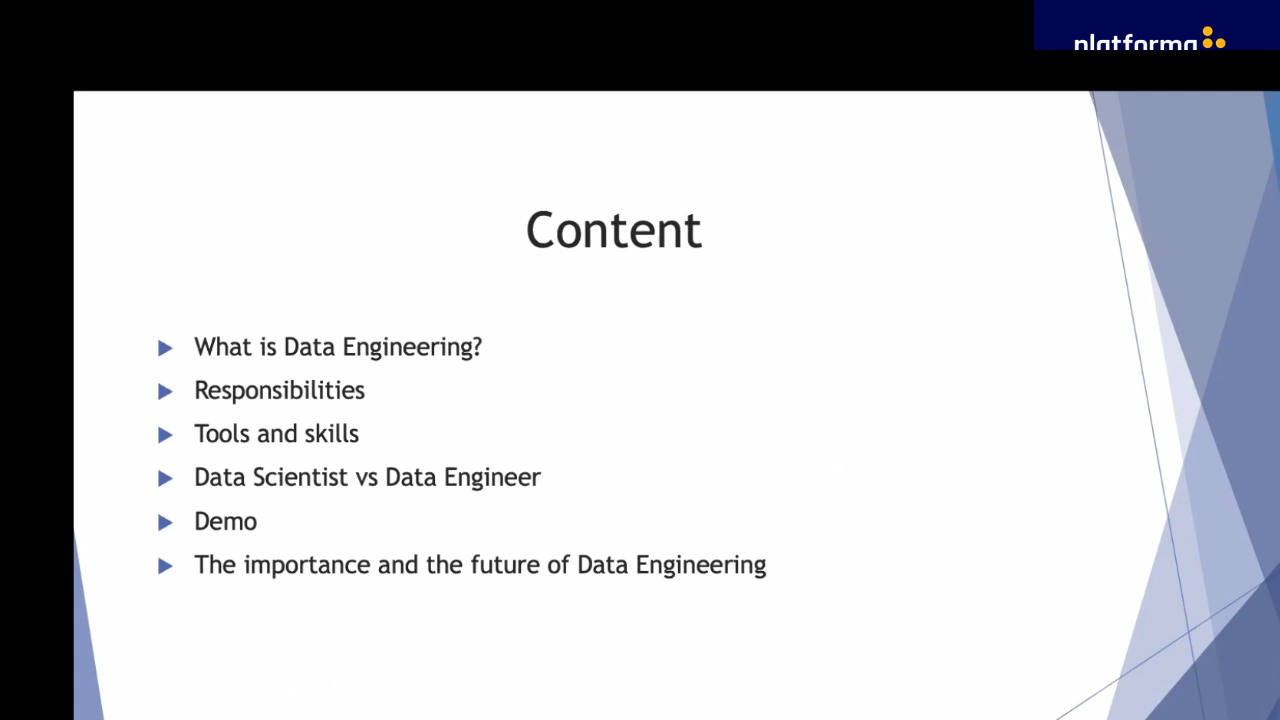 platforma
Content
What is Data Engineering?
Responsibilities
Tools and skills
Data Scientist vs Data Engineer
Demo
The importance and the future of Data Engineering